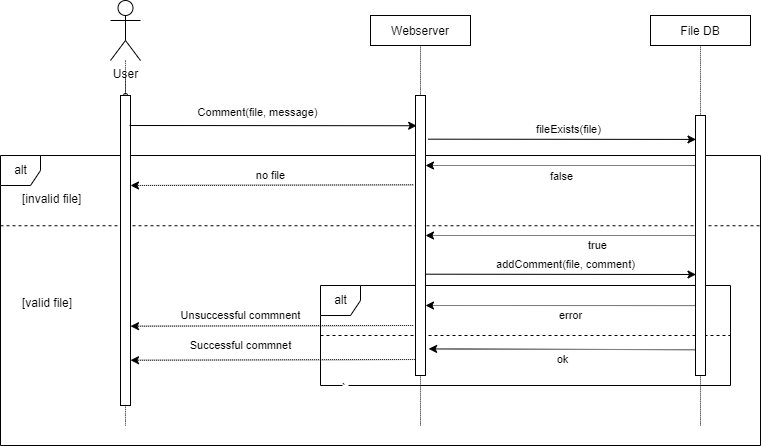 Webserver
File DB
User
Comment(file, message)
fileExists(file)
alt
false
no file
[invalid file]
true
addComment(file, comment)
[valid file]
alt
Unsuccessful commnent
error
Successful commnet
ok